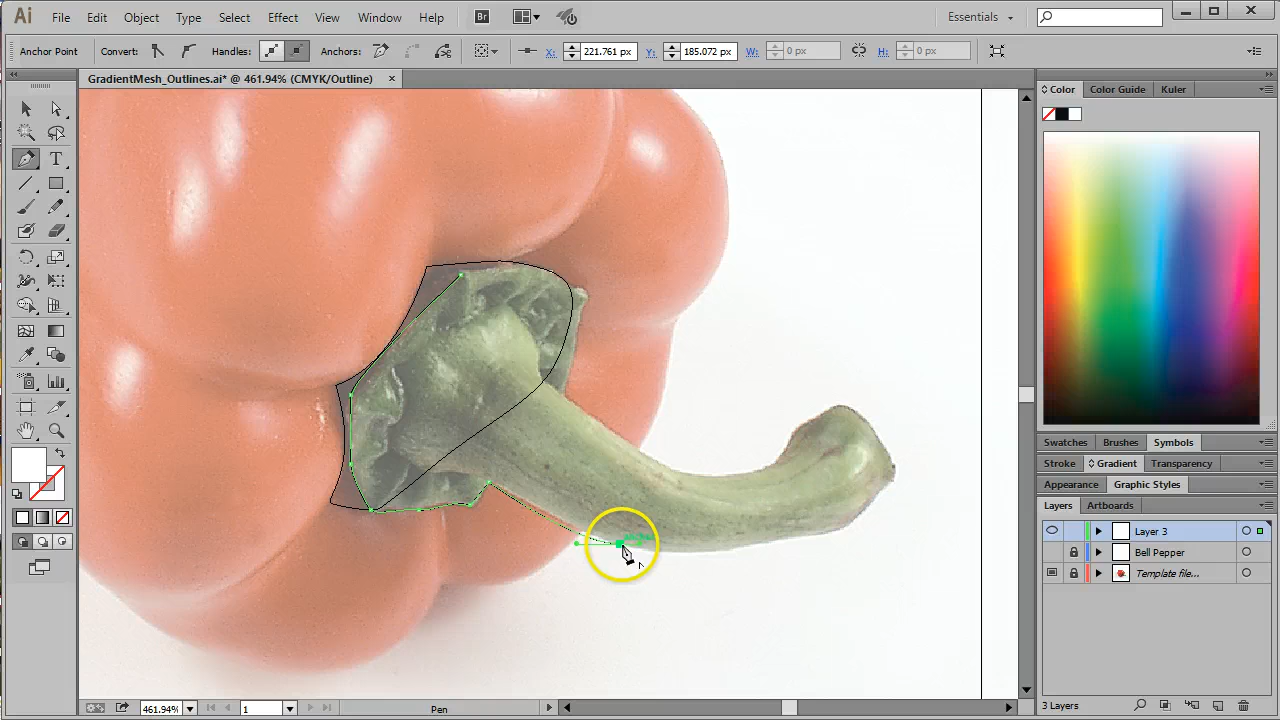 Ai File Edit Object Type Select Effect View Window Help Br Essentials
Anchor Point Convert: Handles: Anchors: X: 221.761 px Y: 185.072 px W: 0 px H: 0 px
GradientMesh_Outlines.ai* @ 461.94% (CMYK/Outline) ×
Color Color Guide Kuler
T
Swatches Brushes Symbols
Stroke Gradient Transparency
Appearance Graphic Styles
Layers Artboards
Layer 3
Bell Pepper
Template file...
3 Layers
461.94% 1 Pen